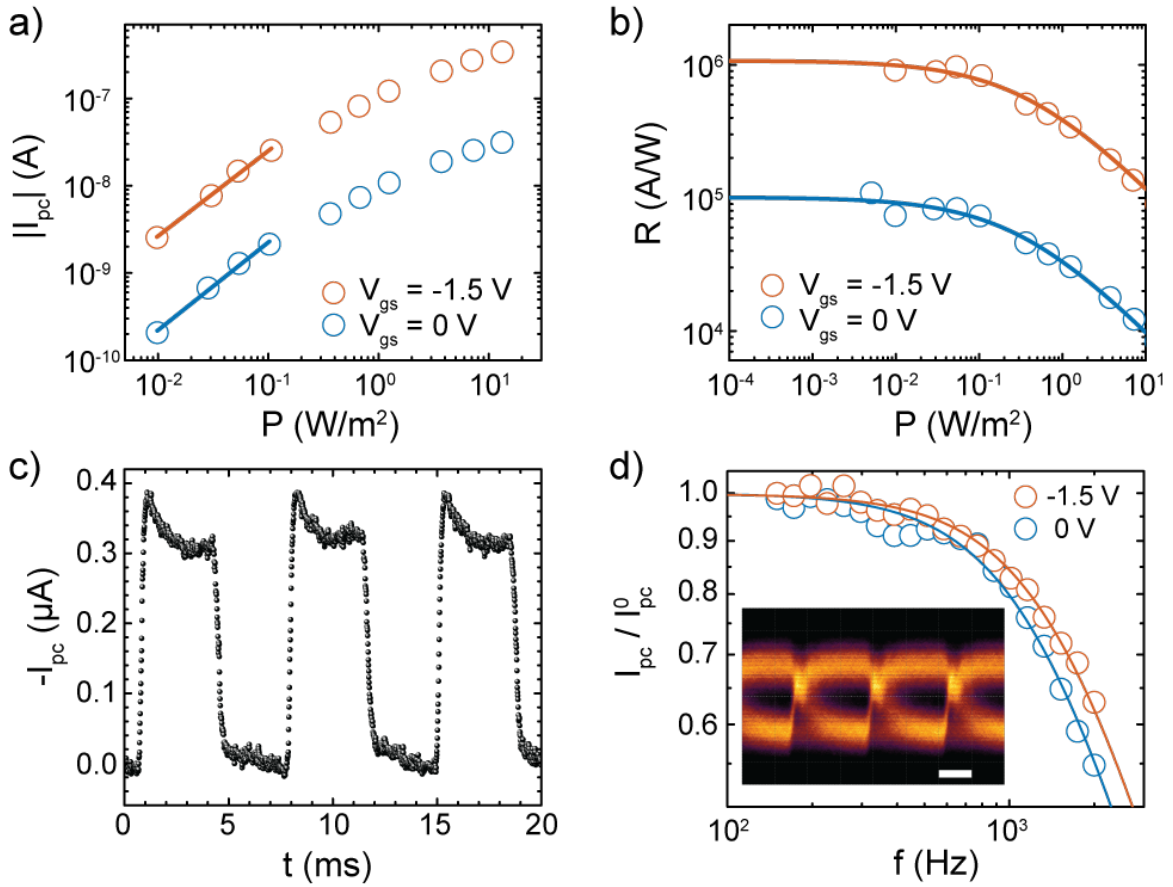 a)
|I_pc| (A)
10^-7
10^-8
10^-9
10^-10
V_gs = -1.5 V
V_gs = 0 V
10^-2 10^-1 10^0 10^1
P (W/m²)
b)
R (A/W)
10^6
10^5
10^4
V_gs = -1.5 V
V_gs = 0 V
10^-4 10^-3 10^-2 10^-1 10^0 10^1
P (W/m²)
c)
-I_pc (µA)
0.4
0.3
0.2
0.1
0.0
0 5 10 15 20
t (ms)
d)
I_pc / I_pc^0
1.0
0.9
0.8
0.7
0.6
-1.5 V
0 V
10^2 10^3
f (Hz)